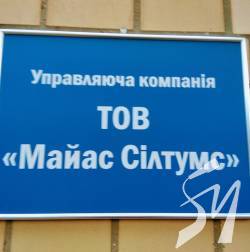 Управляюча компанія
ТОВ
«Майас Сілтумс»